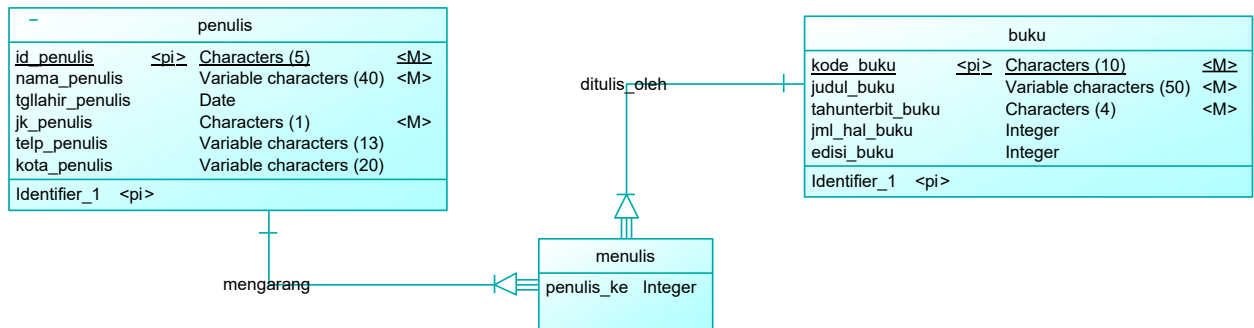 penulis
id_penulis <pi> Characters (5) <M>
nama_penulis Variable characters (40) <M>
tgllahir_penulis Date
jk_penulis Characters (1) <M>
telp_penulis Variable characters (13)
kota_penulis Variable characters (20)
Identifier_1 <pi>
ditulis_oleh
buku
kode_buku <pi> Characters (10) <M>
judul_buku Variable characters (50) <M>
tahunterbit_buku Characters (4) <M>
jml_hal_buku Integer
edisi_buku Integer
Identifier_1 <pi>
mengarang
menulis
penulis_ke Integer